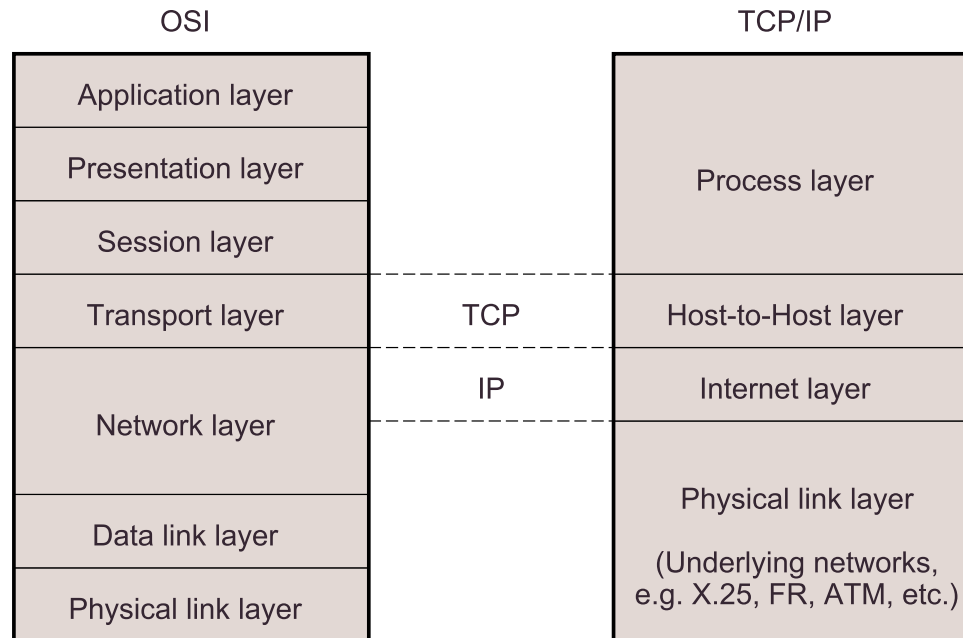 OSI
TCP/IP
Application layer
Presentation layer
Session layer
Transport layer
Network layer
Data link layer
Physical link layer
TCP
IP
Process layer
Host-to-Host layer
Internet layer
Physical link layer
(Underlying networks,
e.g. X.25, FR, ATM, etc.)